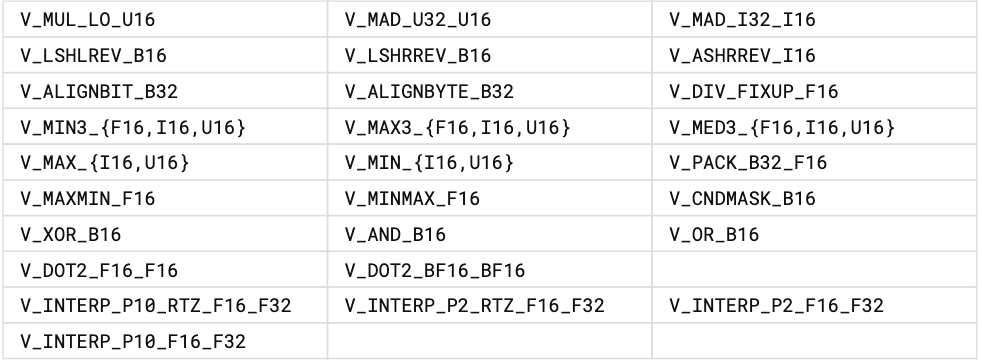 V_MUL_LO_U16 V_MAD_U32_U16 V_MAD_I32_I16
V_LSHLREV_B16 V_LSHRREV_B16 V_ASHRREV_I16
V_ALIGNBIT_B32 V_ALIGNBYTE_B32 V_DIV_FIXUP_F16
V_MIN3_{F16,I16,U16} V_MAX3_{F16,I16,U16} V_MED3_{F16,I16,U16}
V_MAX_{I16,U16} V_MIN_{I16,U16} V_PACK_B32_F16
V_MAXMIN_F16 V_MINMAX_F16 V_CNDMASK_B16
V_XOR_B16 V_AND_B16 V_OR_B16
V_DOT2_F16_F16 V_DOT2_BF16_BF16
V_INTERP_P10_RTZ_F16_F32 V_INTERP_P2_RTZ_F16_F32 V_INTERP_P2_F16_F32
V_INTERP_P10_F16_F32